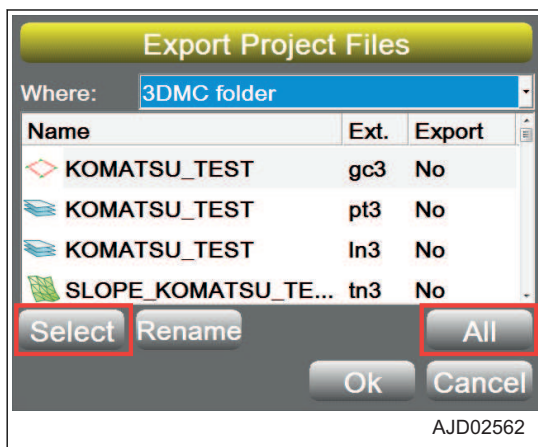 Export Project Files
Where: 3DMC folder
Name Ext. Export
KOMATSU_TEST gc3 No
KOMATSU_TEST pt3 No
KOMATSU_TEST ln3 No
SLOPE_KOMATSU_TE... tn3 No
Select Rename All
Ok Cancel
AJD02562